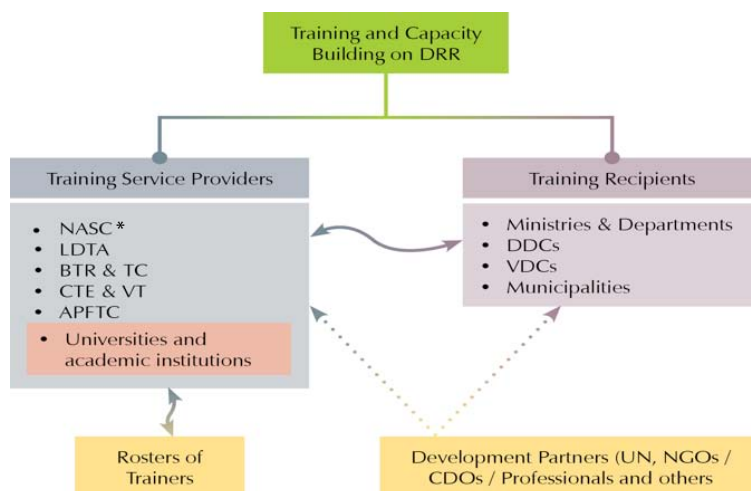 Training and Capacity
Building on DRR
Training Service Providers
Training Recipients
• NASC*
• LDTA
• BTR & TC
• CTE & VT
• APFTC
• Universities and
academic institutions
• Ministries & Departments
• DDCs
• VDCs
• Municipalities
Rosters of
Trainers
Development Partners (UN, NGOs /
CDOs / Professionals and others